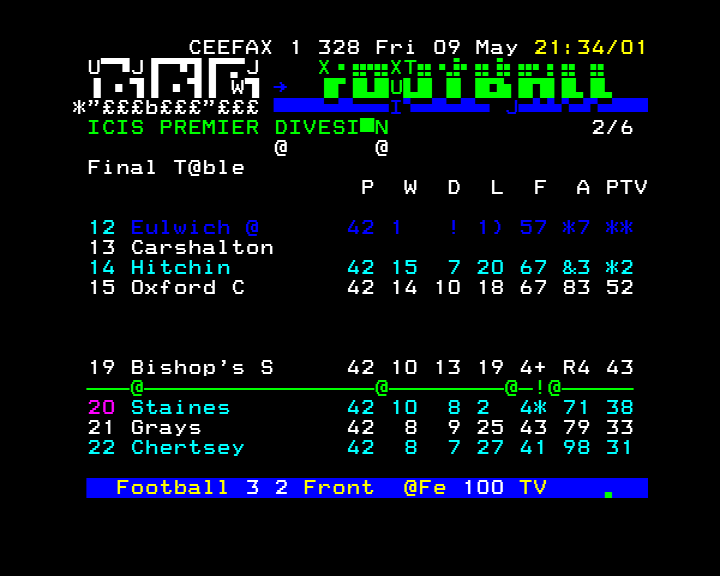 CEEFAX 1 328 Fri 09 May 21:34/01
FOOTBALL
*"£££b£££"£££
ICIS PREMIER DIVESI■N 2/6
@ @
Final T@ble
P W D L F A PTV
12 Eulwich @ 42 1 ! 1) 57 *7 **
13 Carshalton
14 Hitchin 42 15 7 20 67 &3 *2
15 Oxford C 42 14 10 18 67 83 52
19 Bishop's S 42 10 13 19 4+ R4 43
@ @ @ ! @
20 Staines 42 10 8 2 4* 71 38
21 Grays 42 8 9 25 43 79 33
22 Chertsey 42 8 7 27 41 98 31
Football 3 2 Front @Fe 100 TV